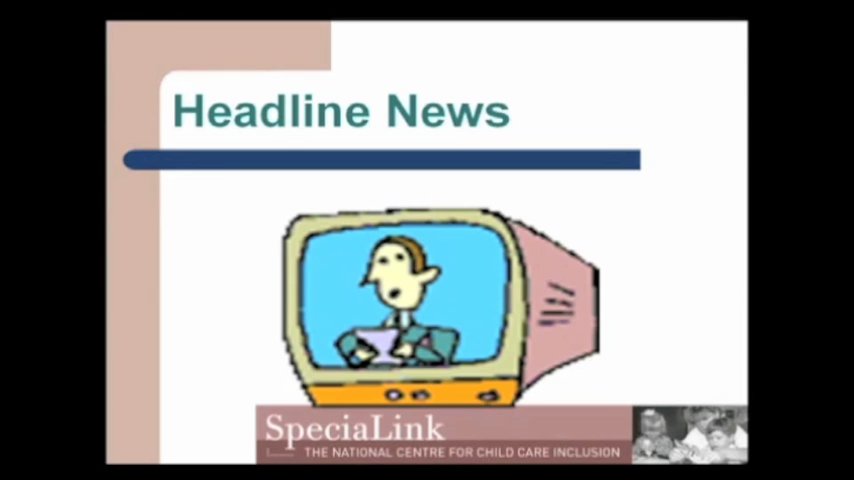 Headline News
SpeciaLink
THE NATIONAL CENTRE FOR CHILD CARE INCLUSION